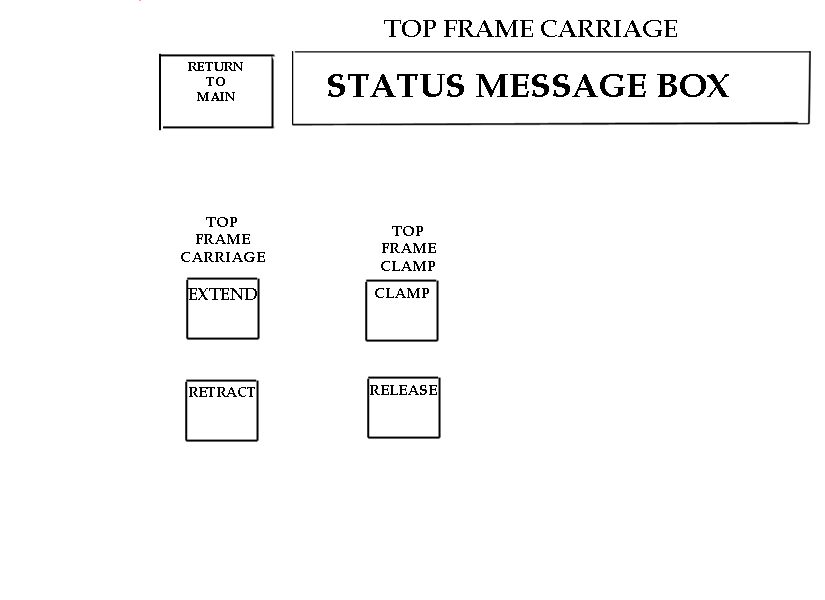 TOP FRAME CARRIAGE
RETURN
TO
MAIN
STATUS MESSAGE BOX
TOP
FRAME
CARRIAGE
EXTEND
RETRACT
TOP
FRAME
CLAMP
CLAMP
RELEASE